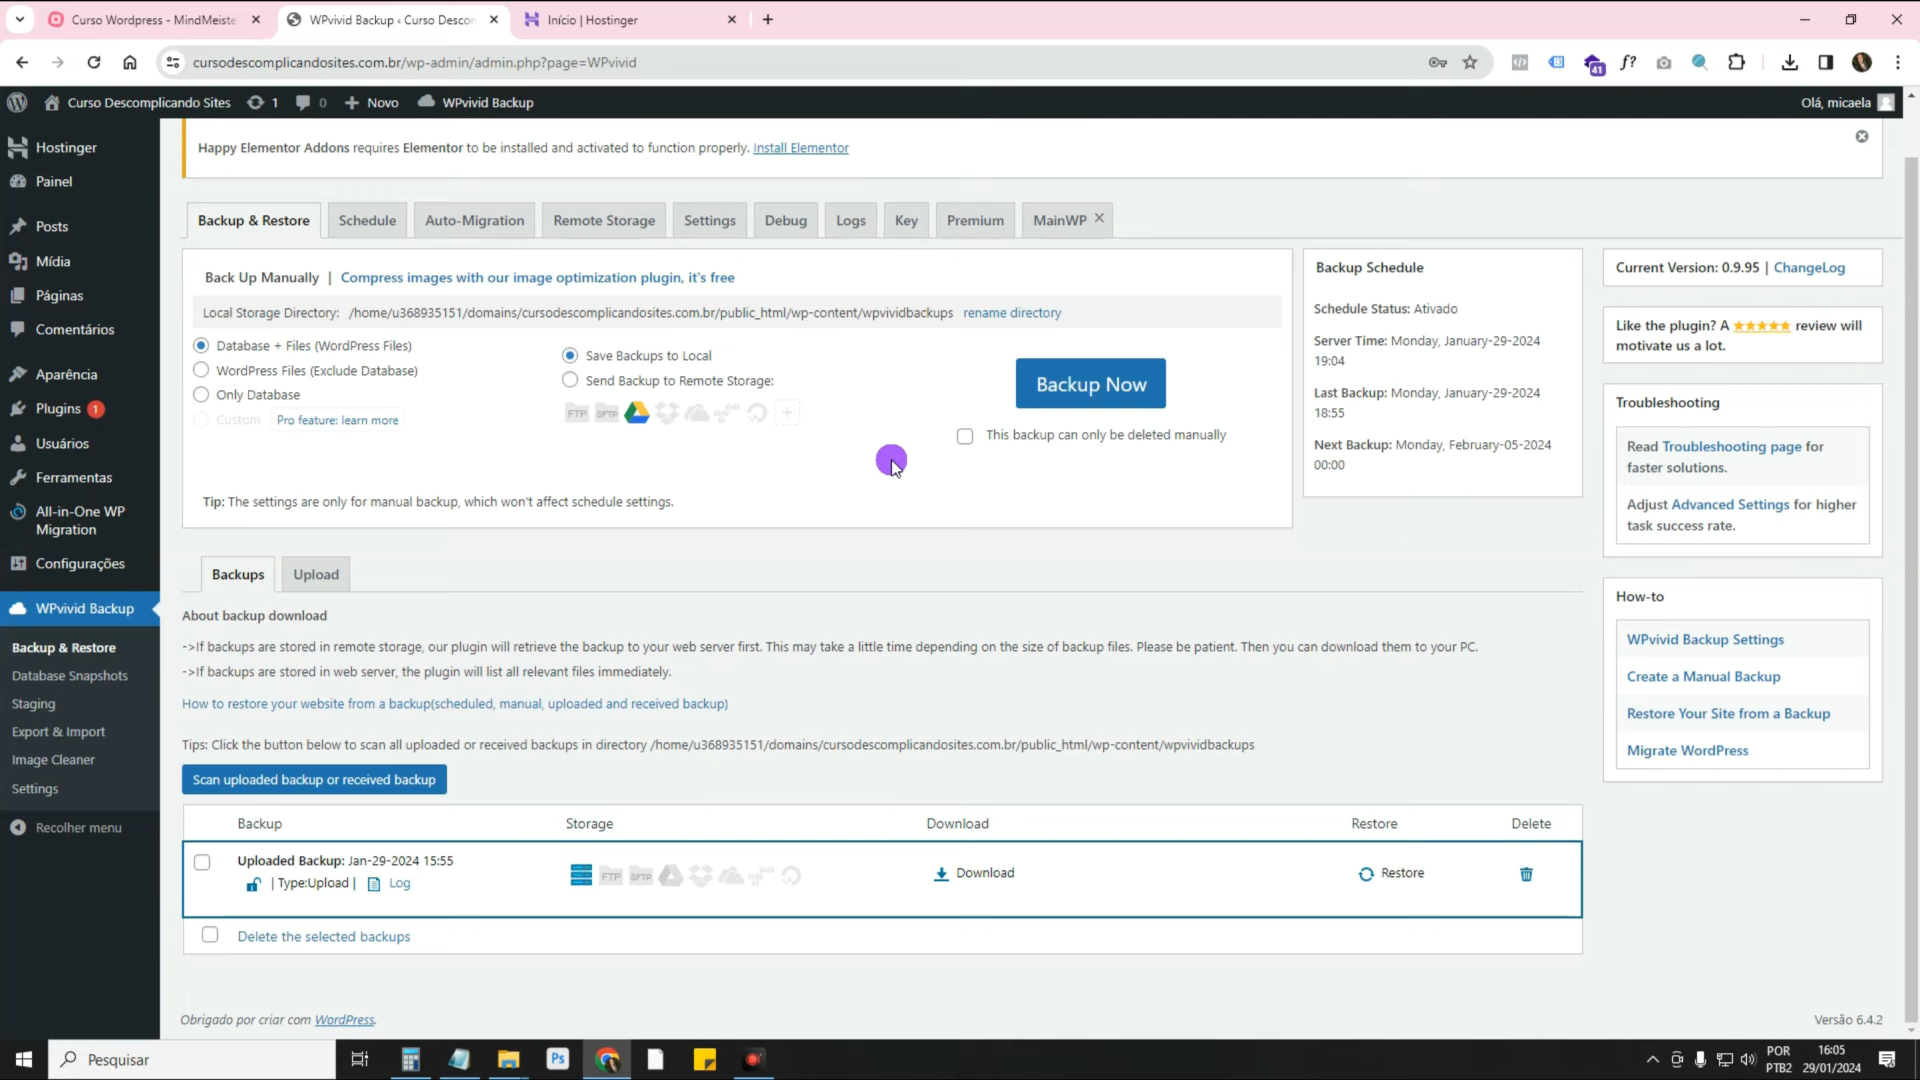 Curso Wordpress - MindMeiste
WPvivid Backup ‹ Curso Descon
Início | Hostinger
cursodescomplicandosites.com.br/wp-admin/admin.php?page=WPvivid
41
f?
Curso Descomplicando Sites
1
0
Novo
WPvivid Backup
Olá, micaela
Hostinger
Painel
Posts
Mídia
Páginas
Comentários
Aparência
Plugins 1
Usuários
Ferramentas
All-in-One WP
Migration
Configurações
WPvivid Backup
Backup & Restore
Database Snapshots
Staging
Export & Import
Image Cleaner
Settings
Recolher menu
Happy Elementor Addons requires Elementor to be installed and activated to function properly. Install Elementor
Backup & Restore
Schedule
Auto-Migration
Remote Storage
Settings
Debug
Logs
Key
Premium
MainWP
Back Up Manually | Compress images with our image optimization plugin, it's free
Local Storage Directory: /home/u368935151/domains/cursodescomplicandosites.com.br/public_html/wp-content/wpvividbackups rename directory
Database + Files (WordPress Files)
WordPress Files (Exclude Database)
Only Database
Custom Pro feature: learn more
Save Backups to Local
Send Backup to Remote Storage:
FTP SFTP
Backup Now
This backup can only be deleted manually
Tip: The settings are only for manual backup, which won't affect schedule settings.
Backup Schedule
Schedule Status: Ativado
Server Time: Monday, January-29-2024
19:04
Last Backup: Monday, January-29-2024
18:55
Next Backup: Monday, February-05-2024
00:00
Current Version: 0.9.95 | ChangeLog
Like the plugin? A ★★★★★ review will
motivate us a lot.
Troubleshooting
Read Troubleshooting page for
faster solutions.
Adjust Advanced Settings for higher
task success rate.
How-to
WPvivid Backup Settings
Create a Manual Backup
Restore Your Site from a Backup
Migrate WordPress
Backups
Upload
About backup download
->If backups are stored in remote storage, our plugin will retrieve the backup to your web server first. This may take a little time depending on the size of backup files. Please be patient. Then you can download them to your PC.
->If backups are stored in web server, the plugin will list all relevant files immediately.
How to restore your website from a backup(scheduled, manual, uploaded and received backup)
Tips: Click the button below to scan all uploaded or received backups in directory /home/u368935151/domains/cursodescomplicandosites.com.br/public_html/wp-content/wpvividbackups
Scan uploaded backup or received backup
Backup
Storage
Download
Restore
Delete
Uploaded Backup: Jan-29-2024 15:55
| Type:Upload | Log
FTP SFTP
Download
Restore
Delete the selected backups
Obrigado por criar com WordPress.
Versão 6.4.2
Pesquisar
Ps
POR
PTB2
16:05
29/01/2024